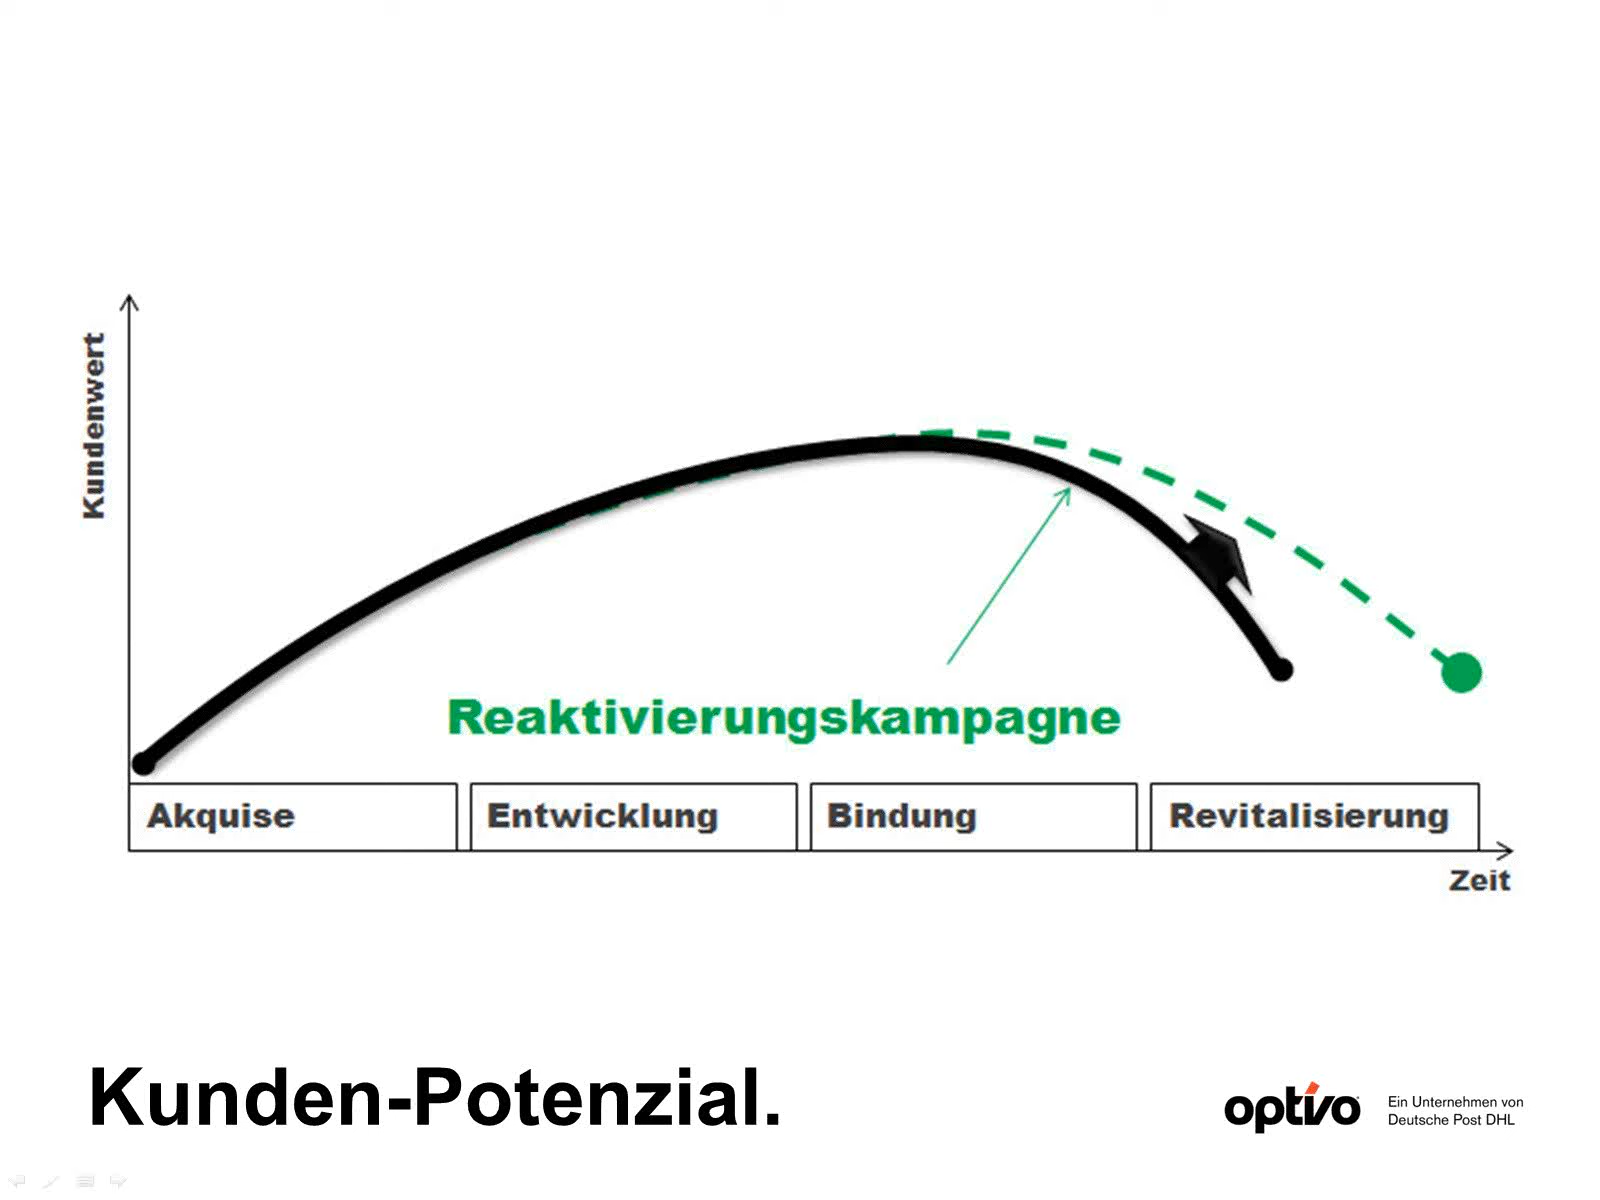 Kundenwert
Reaktivierungskampagne
Akquise
Entwicklung
Bindung
Revitalisierung
Zeit
Kunden-Potenzial.
optivo
Ein Unternehmen von
Deutsche Post DHL